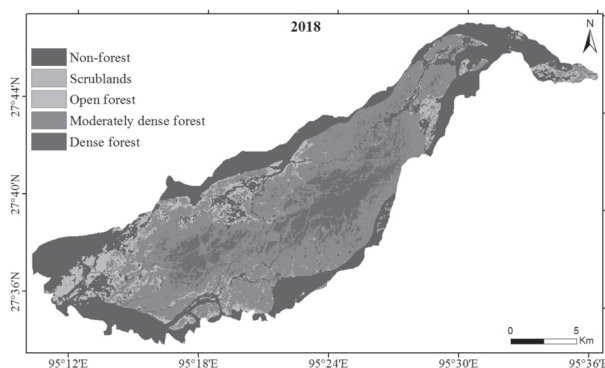 2018
N
Non-forest
Scrublands
Open forest
Moderately dense forest
Dense forest
27°44'N
27°40'N
27°36'N
0 5
Km
95°12'E 95°18'E 95°24'E 95°30'E 95°36'E